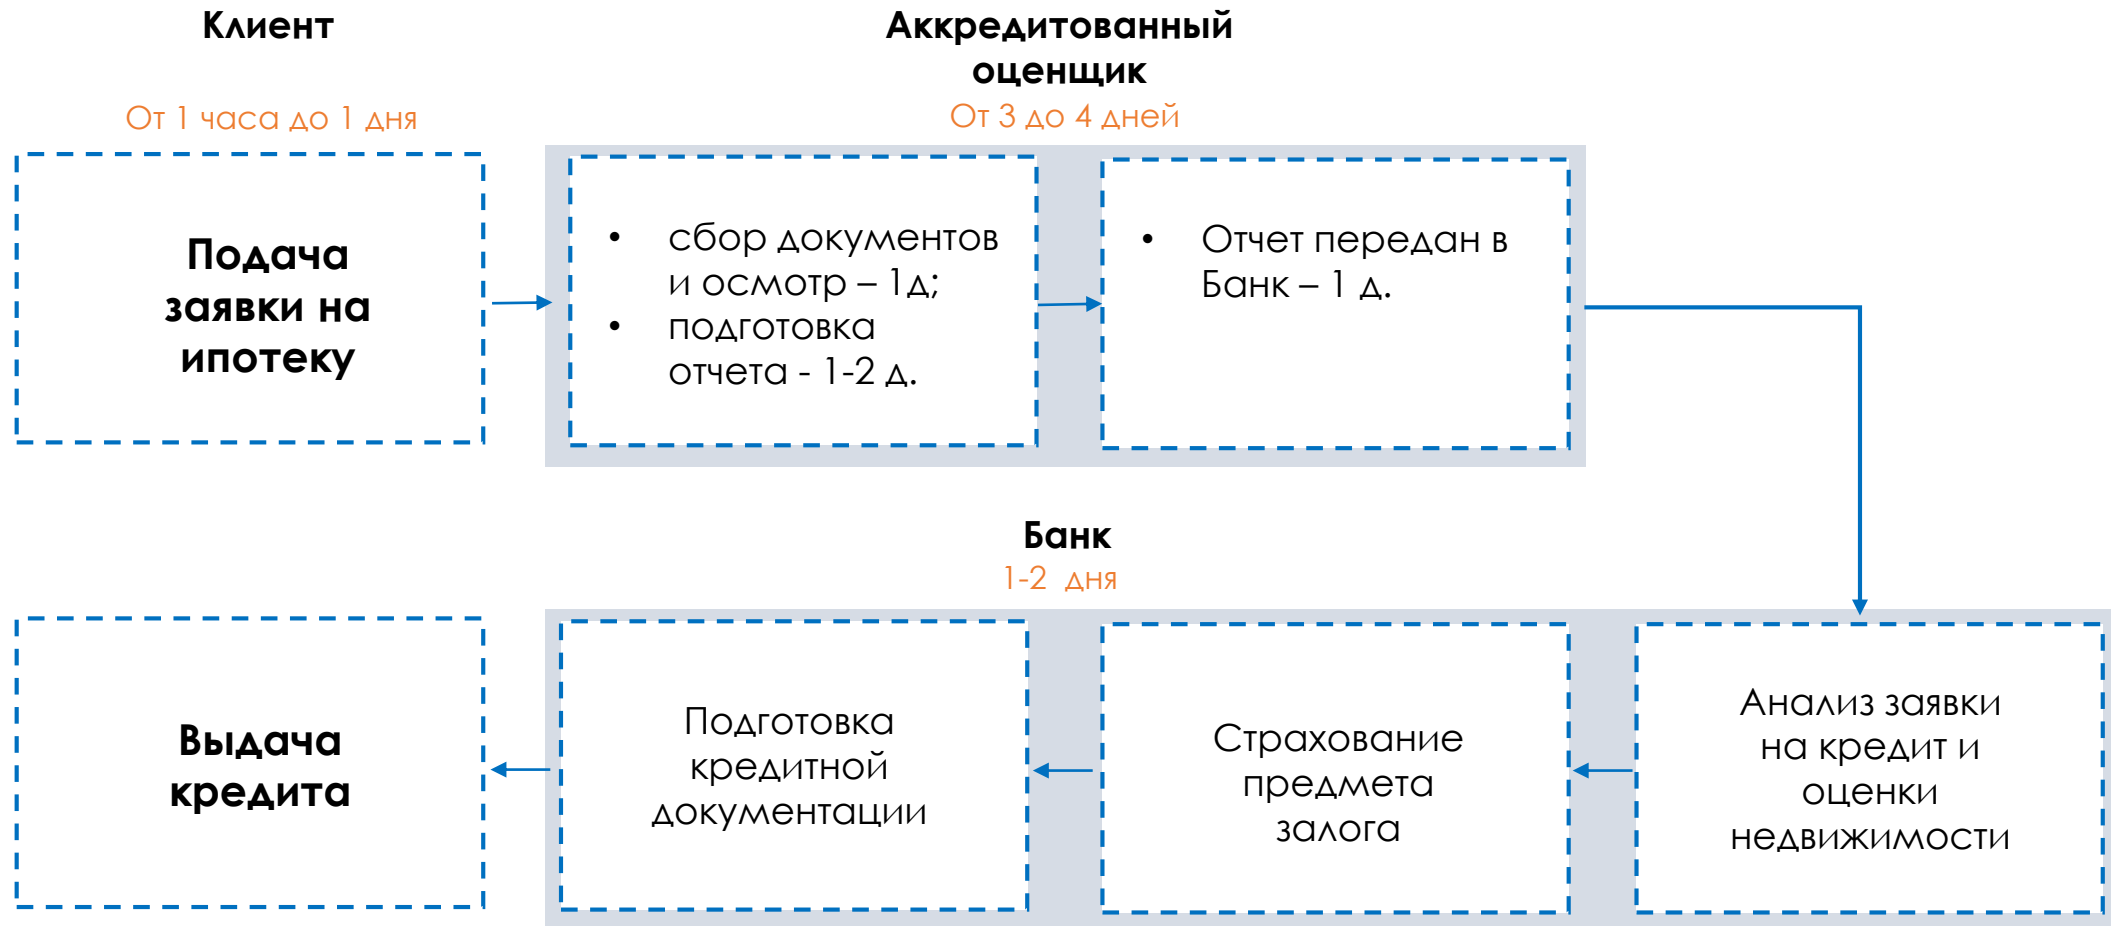 Клиент
Аккредитованный
оценщик
От 1 часа до 1 дня
От 3 до 4 дней
Подача
заявки на
ипотеку
• сбор документов
и осмотр – 1д;
• подготовка
отчета - 1-2 д.
• Отчет передан в
Банк – 1 д.
Банк
1-2 дня
Выдача
кредита
Подготовка
кредитной
документации
Страхование
предмета
залога
Анализ заявки
на кредит и
оценки
недвижимости